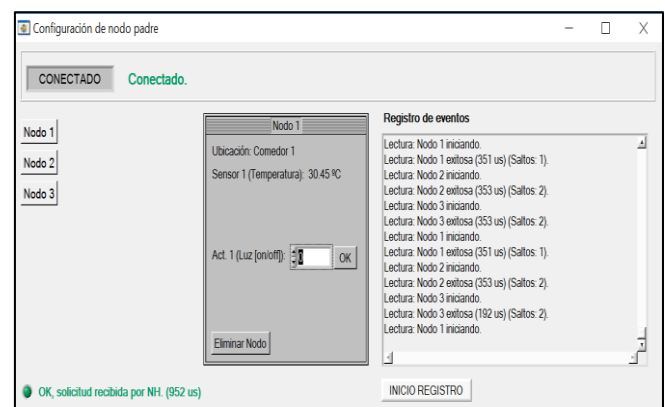 Configuración de nodo padre
CONECTADO
Conectado.
Nodo 1
Nodo 2
Nodo 3
Nodo 1
Ubicación: Comedor 1
Sensor 1 (Temperatura): 30.45 ºC
Act. 1 (Luz [on/off]): 0
OK
Eliminar Nodo
Registro de eventos
Lectura: Nodo 1 iniciando.
Lectura: Nodo 1 exitosa (351 us) (Saltos: 1).
Lectura: Nodo 2 iniciando.
Lectura: Nodo 2 exitosa (353 us) (Saltos: 2).
Lectura: Nodo 3 iniciando.
Lectura: Nodo 3 exitosa (353 us) (Saltos: 2).
Lectura: Nodo 1 iniciando.
Lectura: Nodo 1 exitosa (351 us) (Saltos: 1).
Lectura: Nodo 2 iniciando.
Lectura: Nodo 2 exitosa (353 us) (Saltos: 2).
Lectura: Nodo 3 iniciando.
Lectura: Nodo 3 exitosa (192 us) (Saltos: 2).
Lectura: Nodo 1 iniciando.
OK, solicitud recibida por NH. (952 us)
INICIO REGISTRO